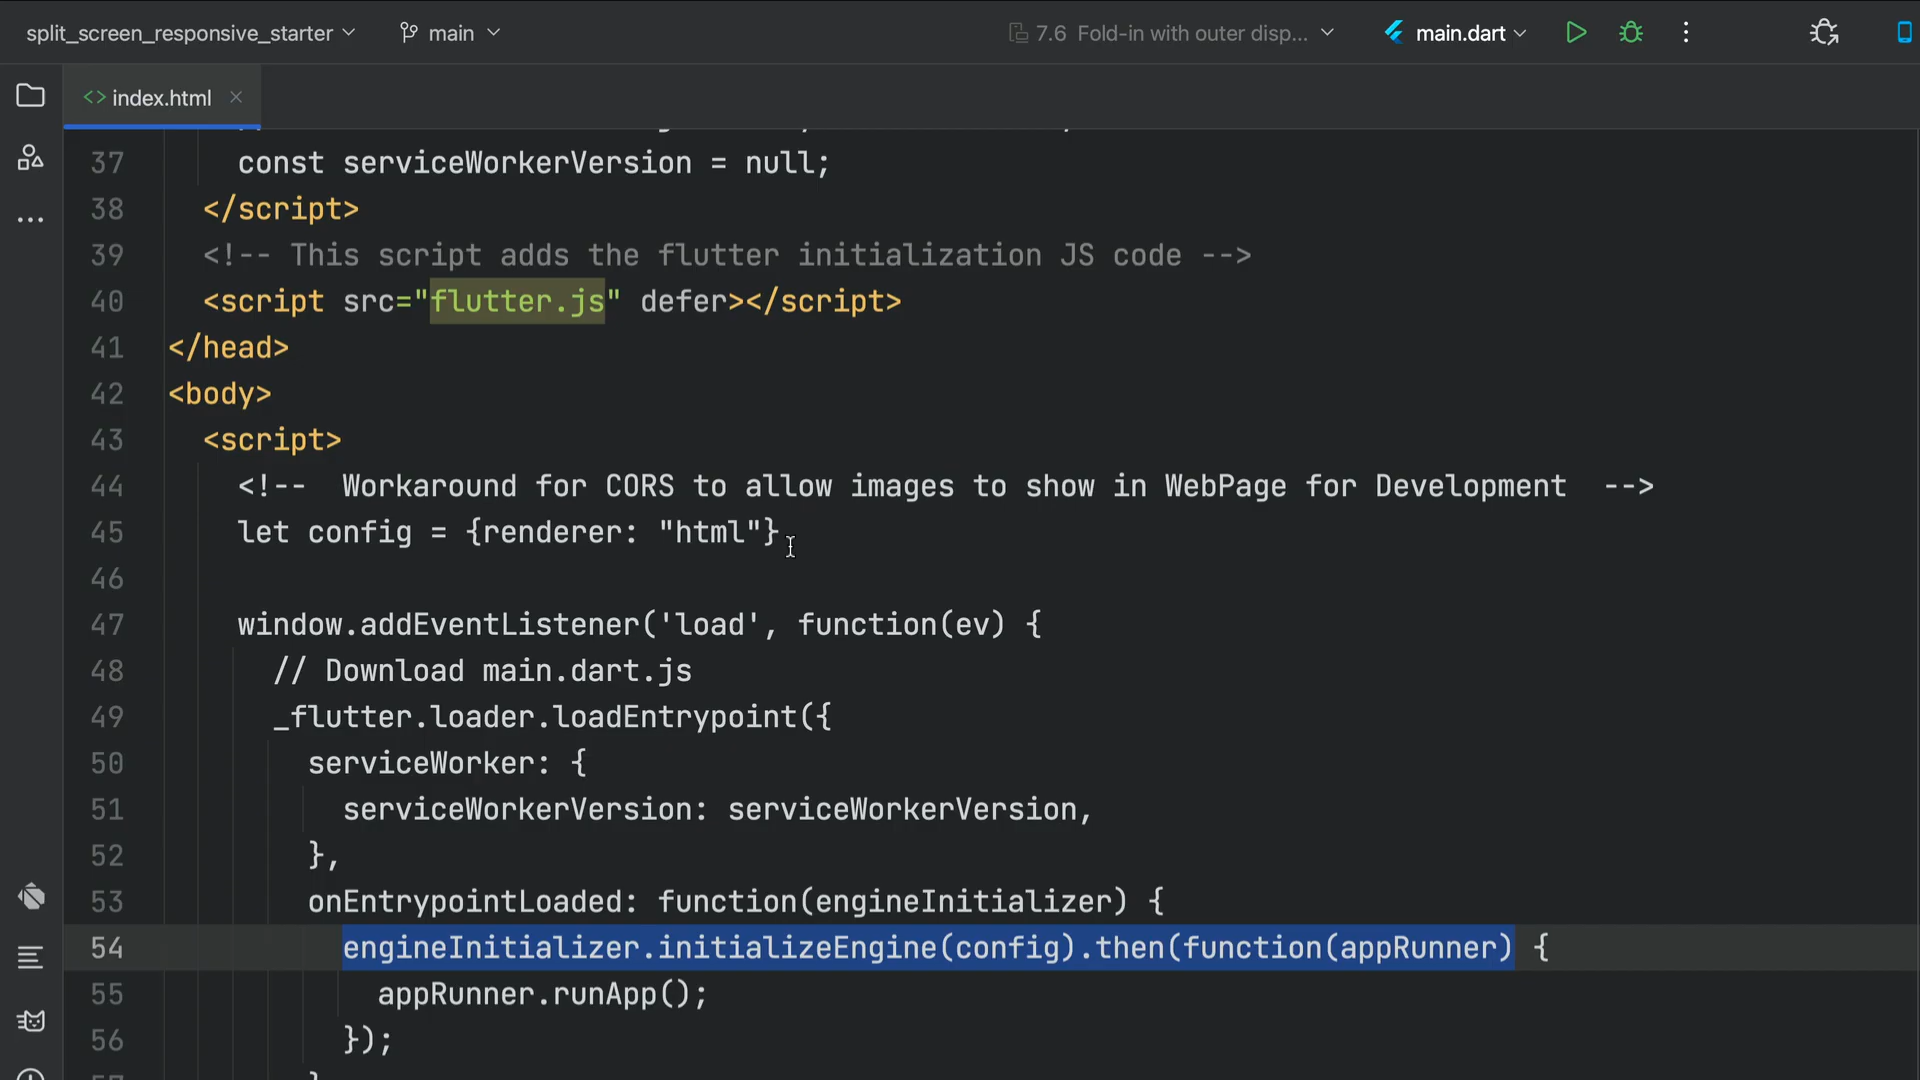 split_screen_responsive_starter
main
7.6 Fold-in with outer disp...
main.dart
index.html
37 const serviceWorkerVersion = null;
38 </script>
39 <!-- This script adds the flutter initialization JS code -->
40 <script src="flutter.js" defer></script>
41 </head>
42 <body>
43 <script>
44 <!--  Workaround for CORS to allow images to show in WebPage for Development  -->
45 let config = {renderer: "html"}
46
47 window.addEventListener('load', function(ev) {
48 // Download main.dart.js
49 _flutter.loader.loadEntrypoint({
50 serviceWorker: {
51 serviceWorkerVersion: serviceWorkerVersion,
52 },
53 onEntrypointLoaded: function(engineInitializer) {
54 engineInitializer.initializeEngine(config).then(function(appRunner) {
55 appRunner.runApp();
56 });